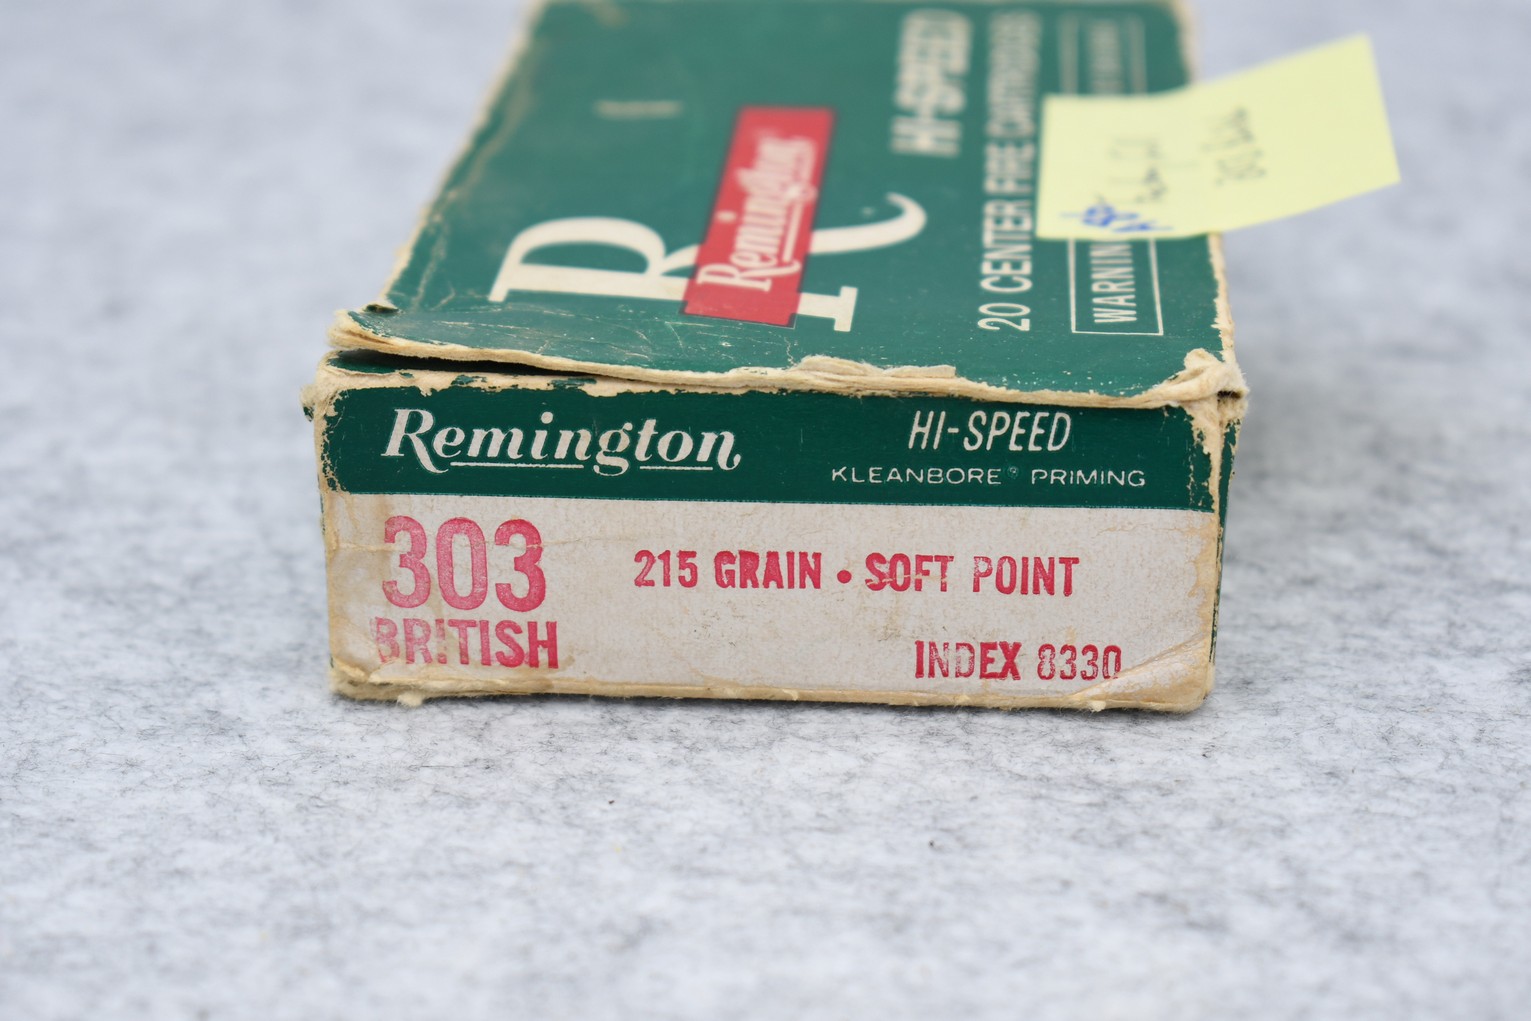 HI-SPEED
20 CENTER FIRE CARTRIDGES
WARNIN
R
Remington
Remington
HI-SPEED
KLEANBORE® PRIMING
303
BRITISH
215 GRAIN • SOFT POINT
INDEX 8330